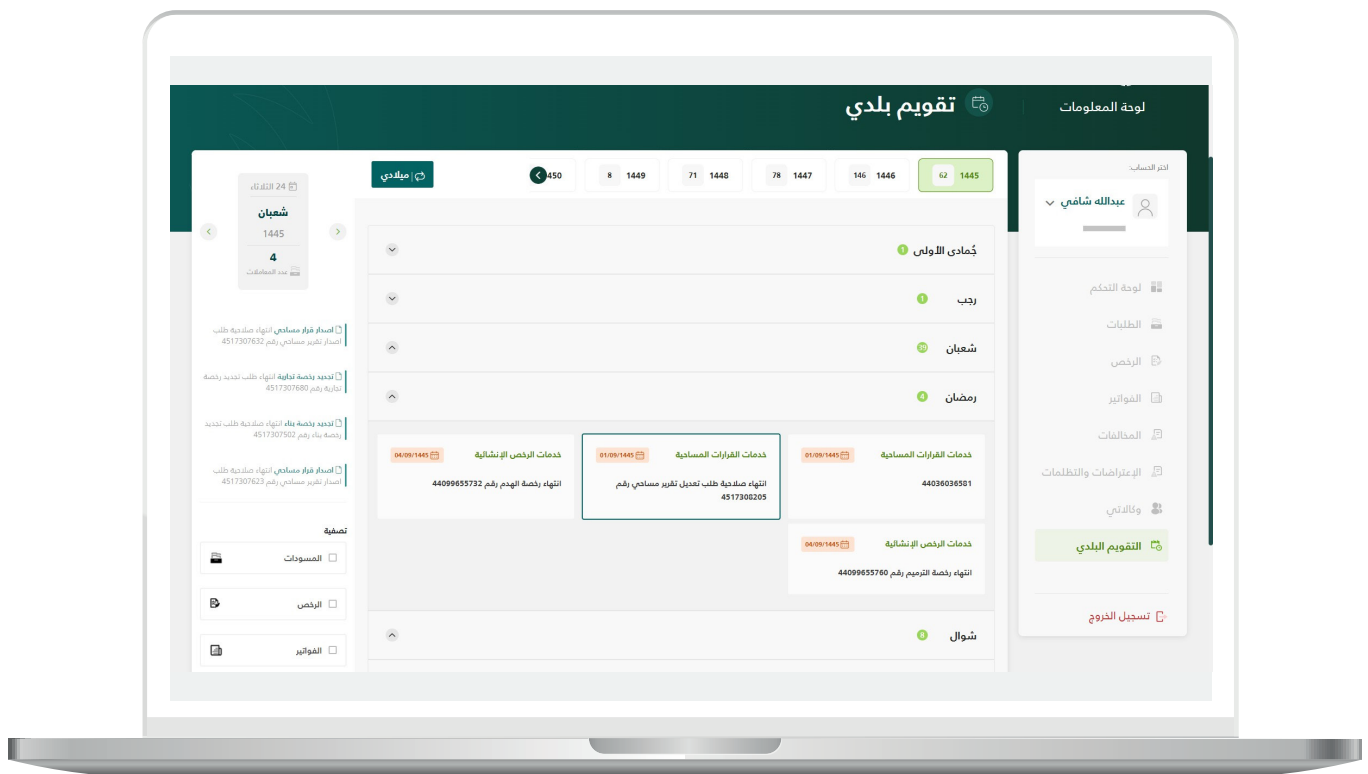 لوحة المعلومات
تقويم بلدي
اختر الحساب:
عبدالله شافي
لوحة التحكم
الطلبات
الرخص
الفواتير
المخالفات
الإعتراضات والتظلمات
وكالاتي
التقويم البلدي
تسجيل الخروج
1445 62
1446 146
1447 78
1448 71
1449 8
450
ميلادي
جُمادى الأولى 1
رجب 1
شعبان
رمضان 4
خدمات القرارات المساحية 01/09/1445
44036036581
خدمات القرارات المساحية 01/09/1445
انتهاء صلاحية طلب تعديل تقرير مساحي رقم
4517308205
خدمات الرخص الإنشائية 04/09/1445
انتهاء رخصة الهدم رقم 44099655732
خدمات الرخص الإنشائية 04/09/1445
انتهاء رخصة الترميم رقم 44099655760
شوال 8
24 الثلاثاء
شعبان
1445
4
عدد المعاملات
اصدار قرار مساحي انتهاء صلاحية طلب
اصدار تقرير مساحي رقم 4517307632
تجديد رخصة تجارية انتهاء طلب تجديد رخصة
تجارية رقم 4517307680
تجديد رخصة بناء انتهاء صلاحية طلب تجديد
رخصة بناء رقم 4517307502
اصدار قرار مساحي انتهاء صلاحية طلب
اصدار تقرير مساحي رقم 4517307623
تصفية
المسودات
الرخص
الفواتير